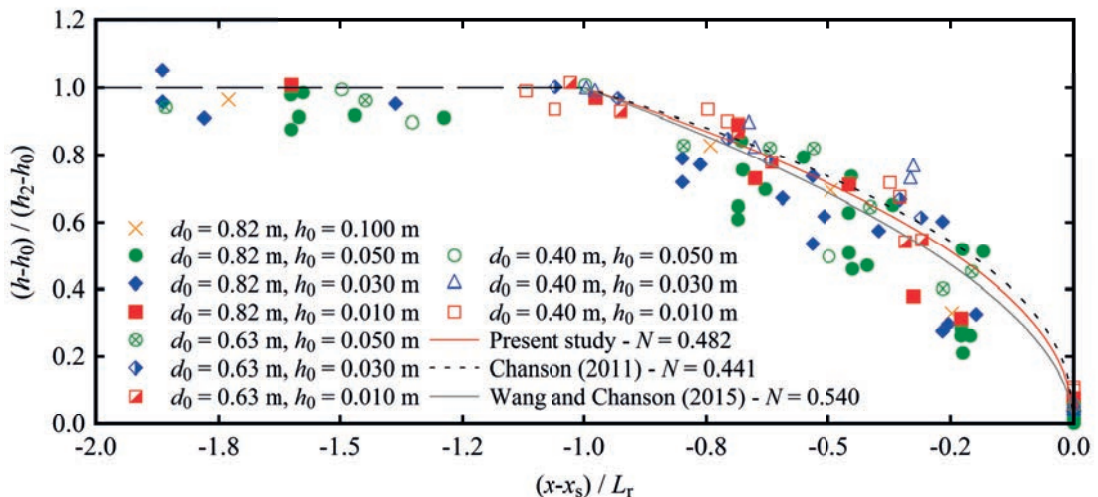 1.2
1.0
0.8
0.6
0.4
0.2
0.0
(h-h0) / (h2-h0)
d0 = 0.82 m, h0 = 0.100 m
d0 = 0.82 m, h0 = 0.050 m
d0 = 0.82 m, h0 = 0.030 m
d0 = 0.82 m, h0 = 0.010 m
d0 = 0.63 m, h0 = 0.050 m
d0 = 0.63 m, h0 = 0.030 m
d0 = 0.63 m, h0 = 0.010 m
d0 = 0.40 m, h0 = 0.050 m
d0 = 0.40 m, h0 = 0.030 m
d0 = 0.40 m, h0 = 0.010 m
Present study - N = 0.482
Chanson (2011) - N = 0.441
Wang and Chanson (2015) - N = 0.540
-2.0 -1.8 -1.5 -1.2 -1.0 -0.8 -0.5 -0.2 0.0
(x-xs) / Lr